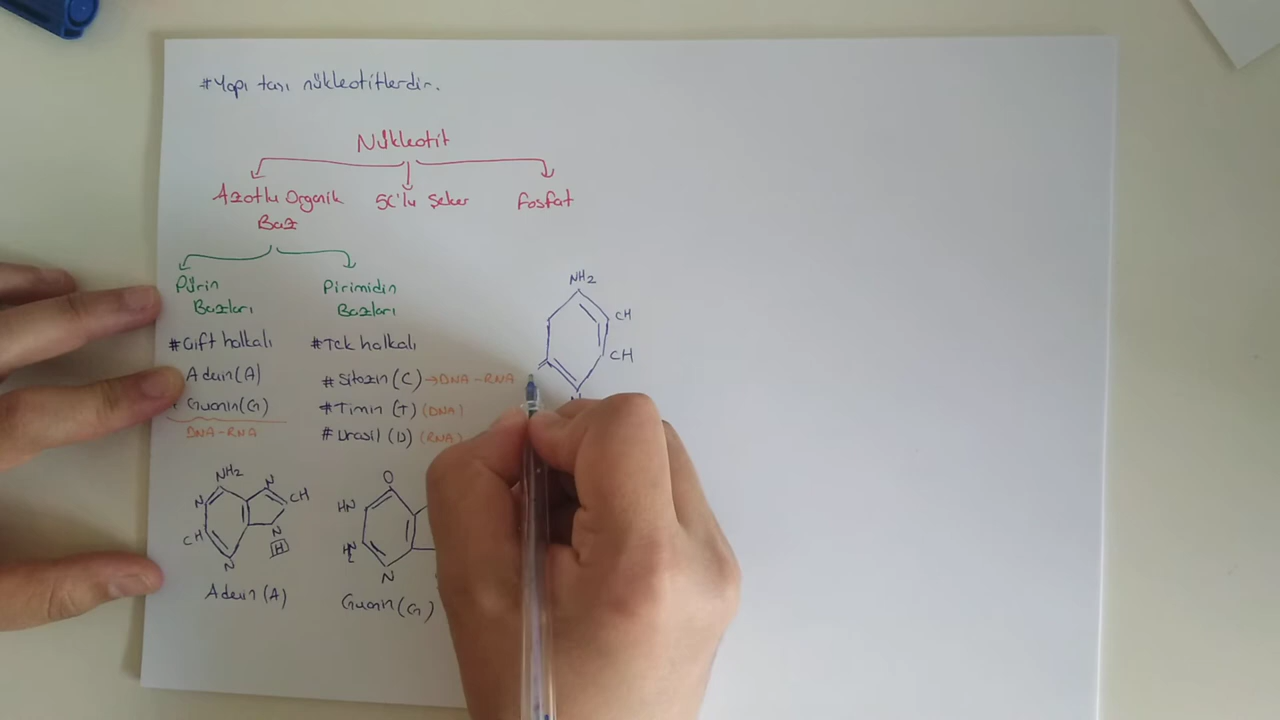 #Yapı taşı nükleotitlerdir.
Nükleotit
Azotlu Organik Baz
5C'lu Şeker
Fosfat
Pürin Bazları
Pirimidin Bazları
#Çift halkalı
#Tek halkalı
Adenin(A)
#Sitozin (C) → DNA-RNA
Guanin(G)
#Timin (T) (DNA)
DNA-RNA
#Urasil (U) (RNA)
NH2
CH
CH
NH2
N
N
CH
CH
N
N
H
Adenin (A)
O
HN
N
Guanin (G)